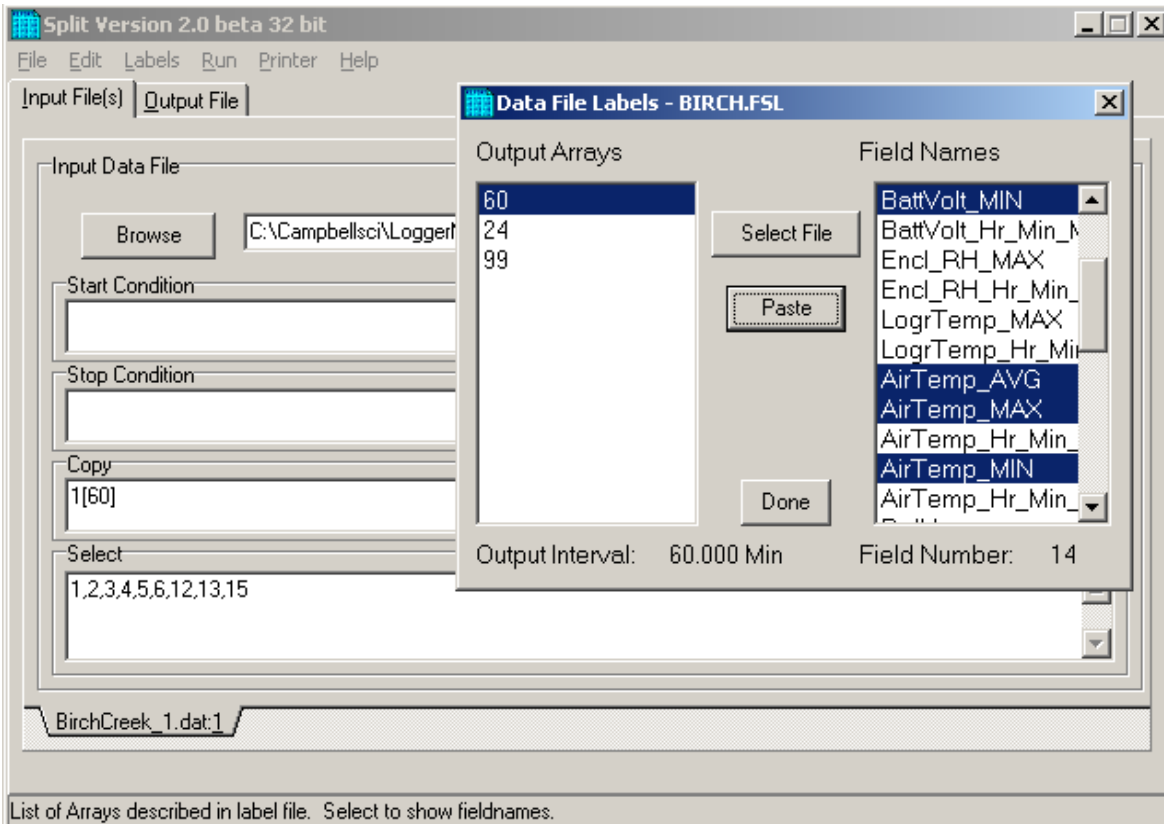 Split Version 2.0 beta 32 bit
File Edit Labels Run Printer Help
Input File(s) Output File
Input Data File
Browse
C:\Campbellsci\Logger
Start Condition
Stop Condition
Copy
1[60]
Select
1,2,3,4,5,6,12,13,15
BirchCreek_1.dat:1
Data File Labels - BIRCH.FSL
Output Arrays
60
24
99
Select File
Paste
Done
Field Names
BattVolt_MIN
BattVolt_Hr_Min_
Encl_RH_MAX
Encl_RH_Hr_Min_
LogrTemp_MAX
LogrTemp_Hr_Mi
AirTemp_AVG
AirTemp_MAX
AirTemp_Hr_Min_
AirTemp_MIN
AirTemp_Hr_Min_
Output Interval: 60.000 Min
Field Number: 14
List of Arrays described in label file. Select to show fieldnames.